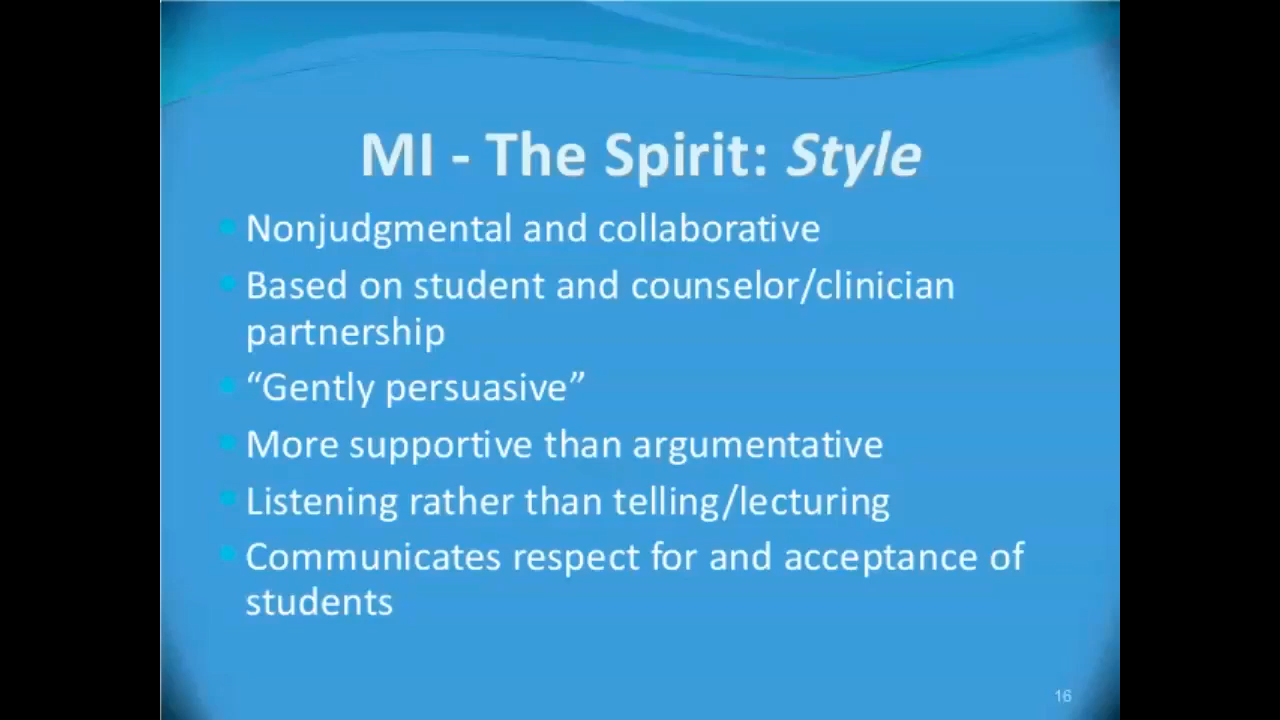 MI - The Spirit: Style
Nonjudgmental and collaborative
Based on student and counselor/clinician
partnership
“Gently persuasive”
More supportive than argumentative
Listening rather than telling/lecturing
Communicates respect for and acceptance of
students
16